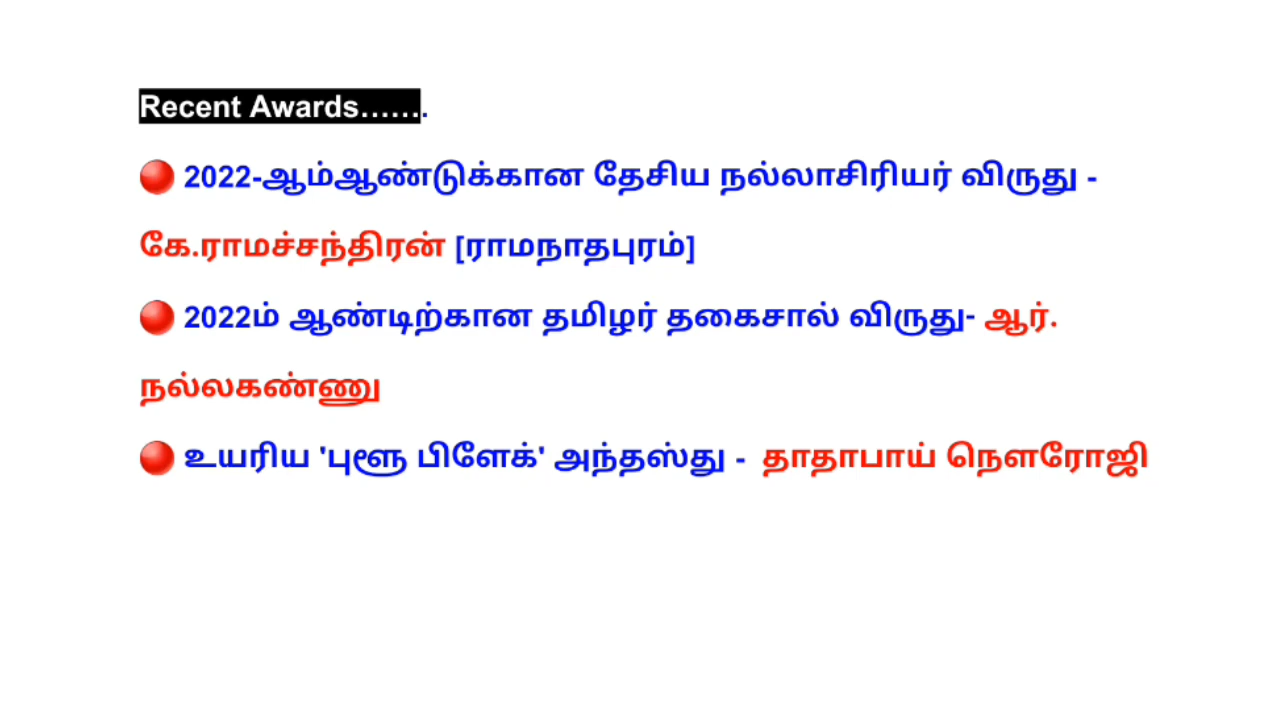 Recent Awards…….
2022-ஆம்ஆண்டுக்கான தேசிய நல்லாசிரியர் விருது -
கே.ராமச்சந்திரன் [ராமநாதபுரம்]
2022ம் ஆண்டிற்கான தமிழர் தகைசால் விருது- ஆர்.
நல்லகண்ணு
உயரிய 'புளூ பிளேக்' அந்தஸ்து - தாதாபாய் நௌரோஜி